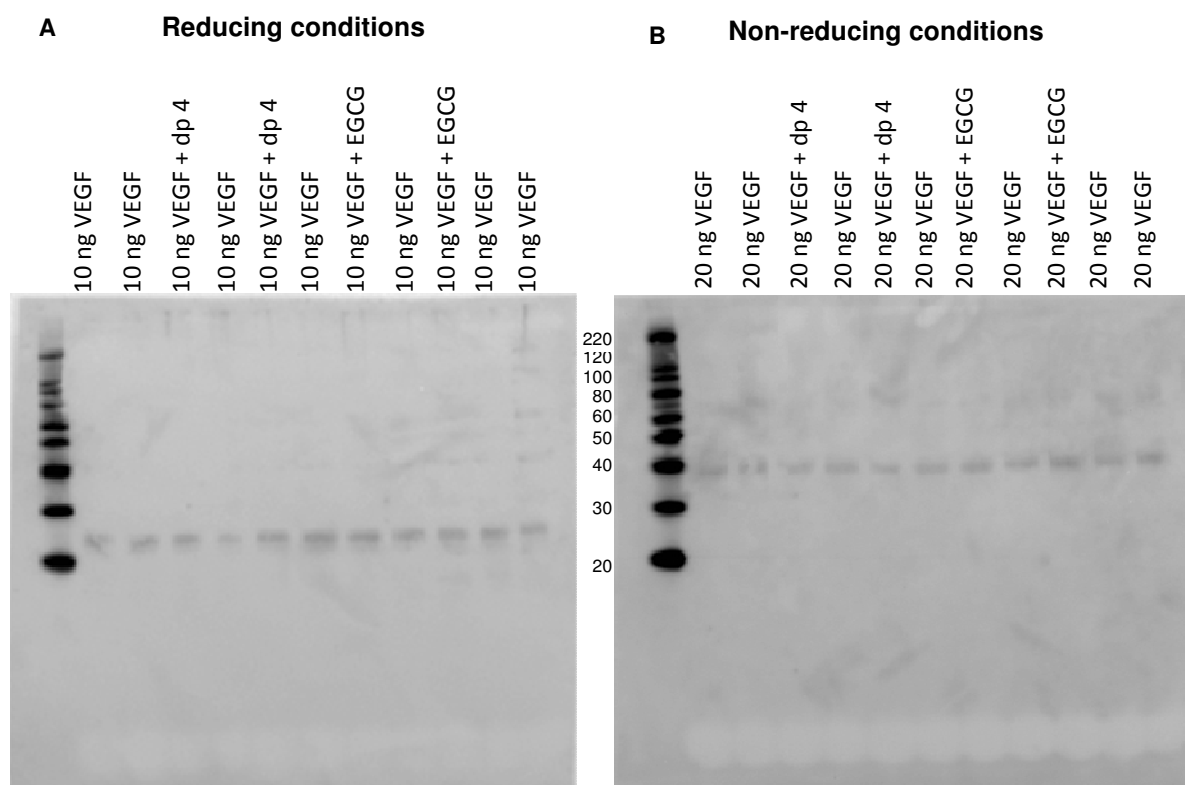 A
Reducing conditions
10 ng VEGF
10 ng VEGF
10 ng VEGF + dp 4
10 ng VEGF
10 ng VEGF + dp 4
10 ng VEGF
10 ng VEGF + EGCG
10 ng VEGF
10 ng VEGF + EGCG
10 ng VEGF
10 ng VEGF
B
Non-reducing conditions
20 ng VEGF
20 ng VEGF
20 ng VEGF + dp 4
20 ng VEGF
20 ng VEGF + dp 4
20 ng VEGF
20 ng VEGF + EGCG
20 ng VEGF
20 ng VEGF + EGCG
20 ng VEGF
20 ng VEGF
220
120
100
80
60
50
40
30
20